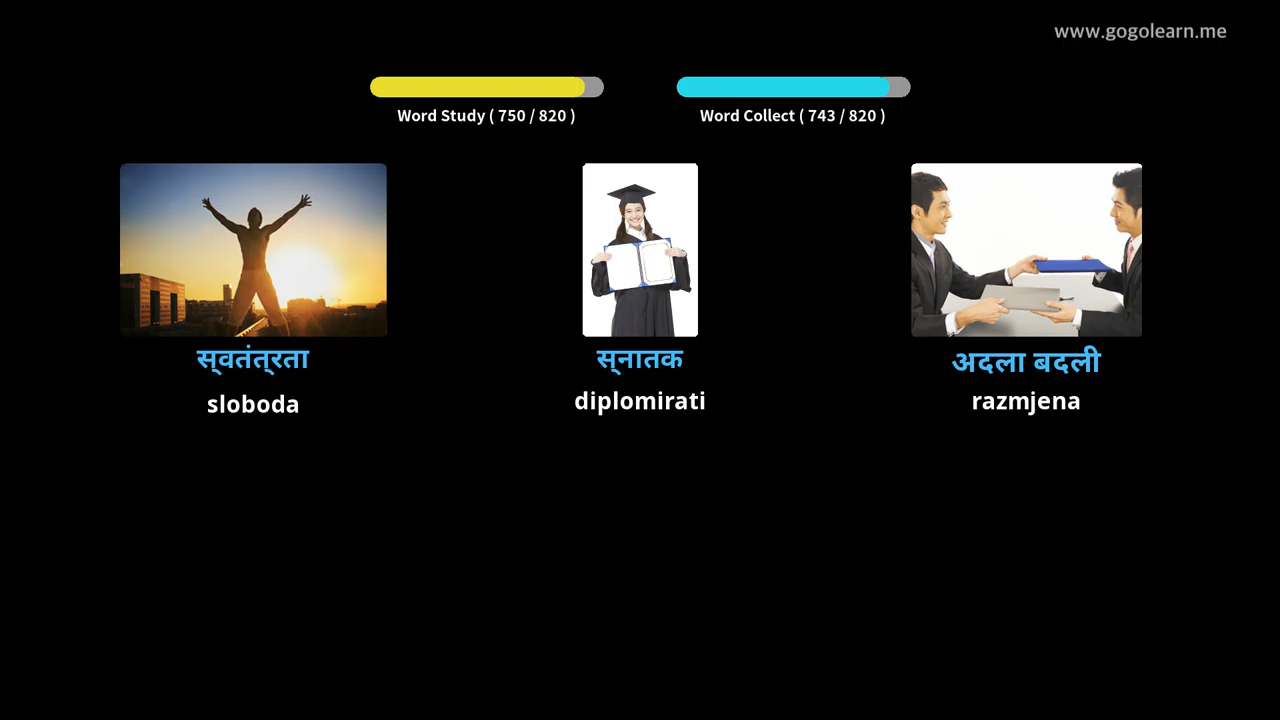 www.gogolearn.me
Word Study ( 750 / 820 )
Word Collect ( 743 / 820 )
स्वतंत्रता
स्नातक
अदला बदली
sloboda
diplomirati
razmjena